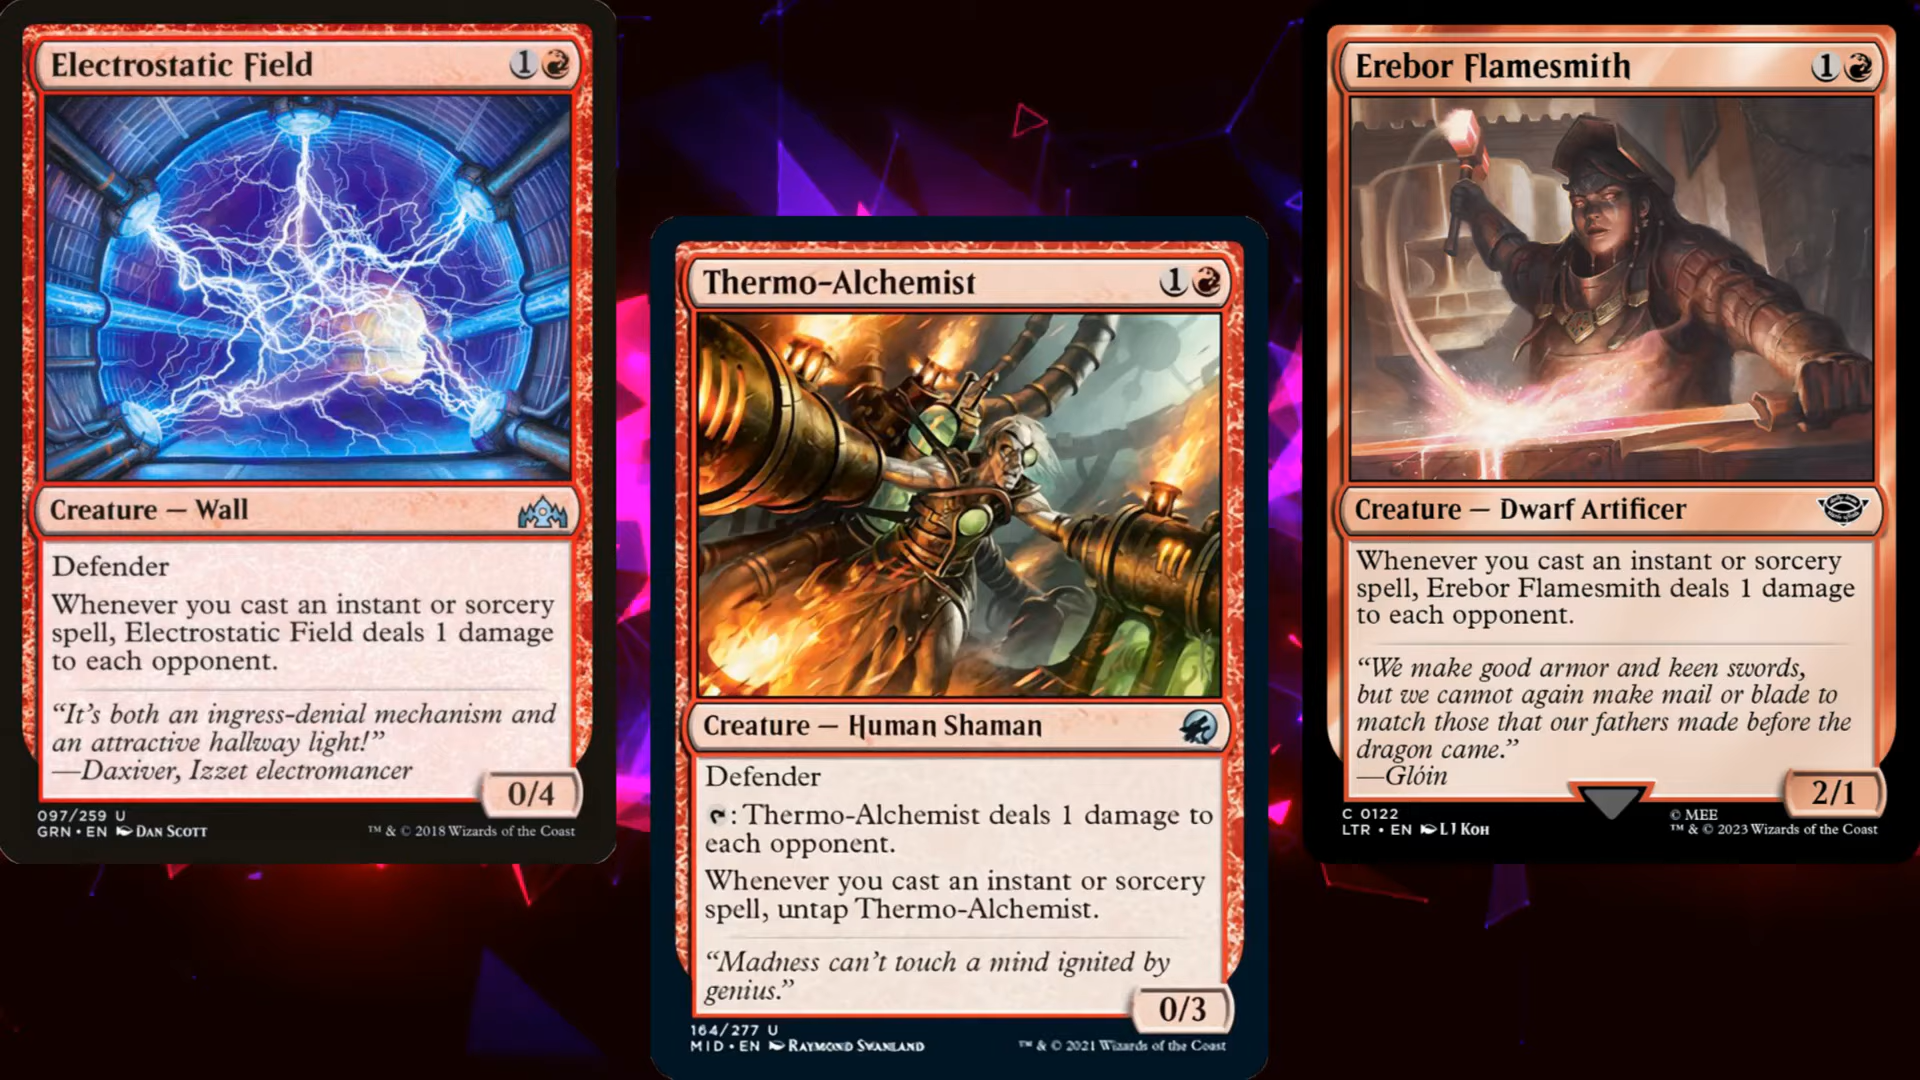 Electrostatic Field 1
Creature — Wall
Defender
Whenever you cast an instant or sorcery
spell, Electrostatic Field deals 1 damage
to each opponent.
“It’s both an ingress-denial mechanism and
an attractive hallway light!”
—Daxiver, Izzet electromancer
0/4
097/259 U
GRN • EN Dan Scott
™ & © 2018 Wizards of the Coast
Thermo-Alchemist 1
Creature — Human Shaman
Defender
: Thermo-Alchemist deals 1 damage to
each opponent.
Whenever you cast an instant or sorcery
spell, untap Thermo-Alchemist.
“Madness can’t touch a mind ignited by
genius.”
0/3
164/277 U
MID • EN Raymond Swanland
™ & © 2021 Wizards of the Coast
Erebor Flamesmith 1
Creature — Dwarf Artificer
Whenever you cast an instant or sorcery
spell, Erebor Flamesmith deals 1 damage
to each opponent.
“We make good armor and keen swords,
but we cannot again make mail or blade to
match those that our fathers made before the
dragon came.”
—Glóin
2/1
C 0122
LTR • EN LJ Koh
© MEE
™ & © 2023 Wizards of the Coast